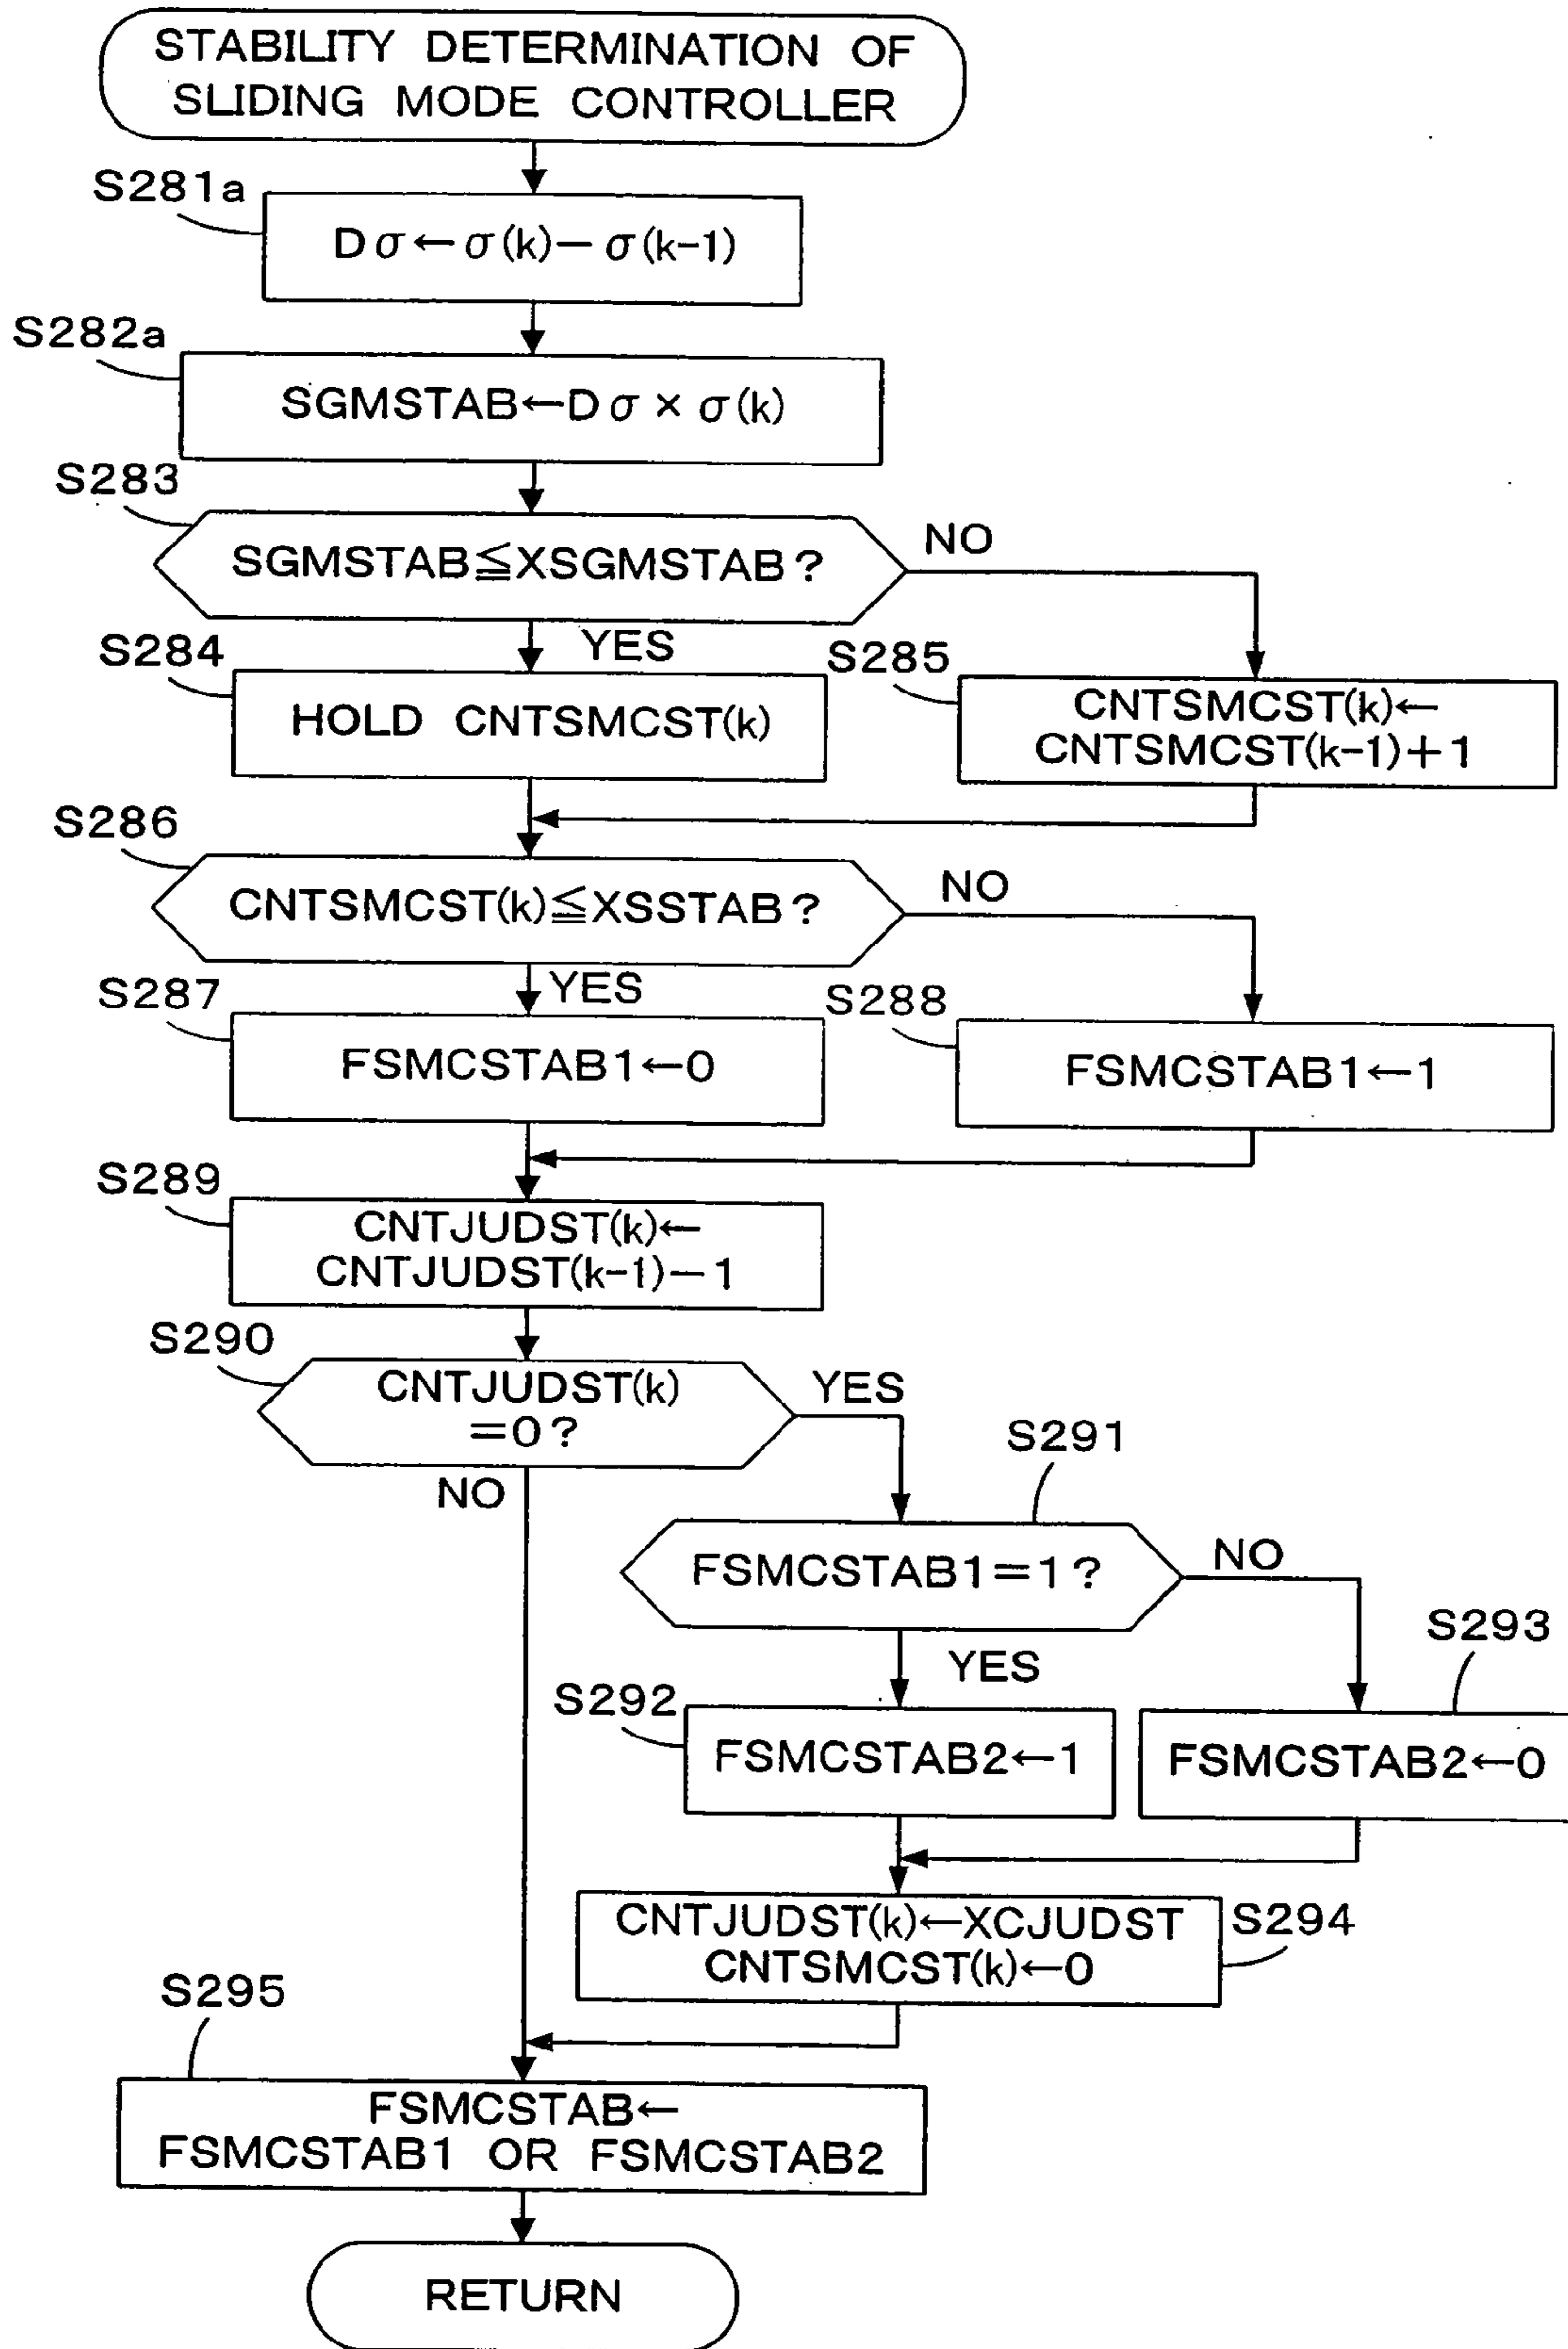 STABILITY DETERMINATION OF
SLIDING MODE CONTROLLER
S281a
Dσ←σ(k)−σ(k-1)
S282a
SGMSTAB←Dσ×σ(k)
S283
SGMSTAB≦XSGMSTAB?
NO
YES
S284
HOLD CNTSMCST(k)
S285
CNTSMCST(k)←
CNTSMCST(k-1)+1
S286
CNTSMCST(k)≦XSSTAB?
NO
YES
S287
FSMCSTAB1←0
S288
FSMCSTAB1←1
S289
CNTJUDST(k)←
CNTJUDST(k-1)−1
S290
CNTJUDST(k)
=0?
YES
NO
S291
FSMCSTAB1=1?
NO
YES
S292
FSMCSTAB2←1
S293
FSMCSTAB2←0
CNTJUDST(k)←XCJUDST
CNTSMCST(k)←0
S294
S295
FSMCSTAB←
FSMCSTAB1 OR FSMCSTAB2
RETURN